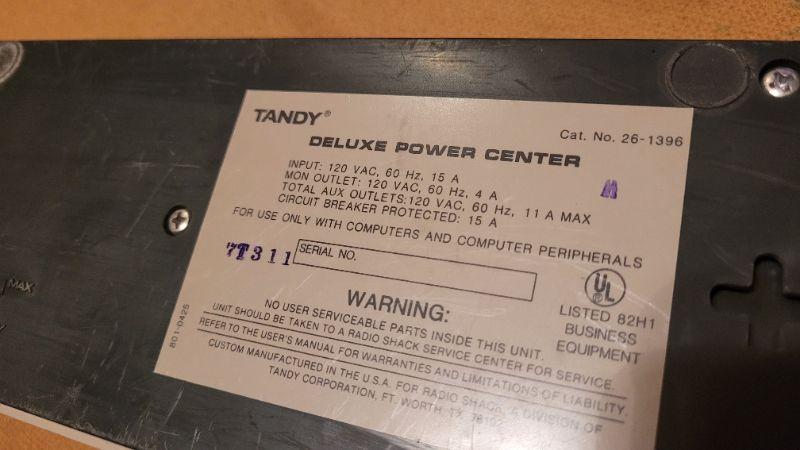 TANDY®
Cat. No. 26-1396
DELUXE POWER CENTER
INPUT: 120 VAC, 60 Hz, 15 A
MON OUTLET: 120 VAC, 60 Hz, 4 A
TOTAL AUX OUTLETS:120 VAC, 60 Hz, 11 A MAX
CIRCUIT BREAKER PROTECTED: 15 A
FOR USE ONLY WITH COMPUTERS AND COMPUTER PERIPHERALS
7T311
SERIAL NO.
UL
LISTED 82H1
BUSINESS
EQUIPMENT
WARNING:
NO USER SERVICEABLE PARTS INSIDE THIS UNIT.
UNIT SHOULD BE TAKEN TO A RADIO SHACK SERVICE CENTER FOR SERVICE.
REFER TO THE USER'S MANUAL FOR WARRANTIES AND LIMITATIONS OF LIABILITY.
CUSTOM MANUFACTURED IN THE U.S.A. FOR RADIO SHACK, A DIVISION OF
TANDY CORPORATION, FT. WORTH TX 76102
801-0425
MAX